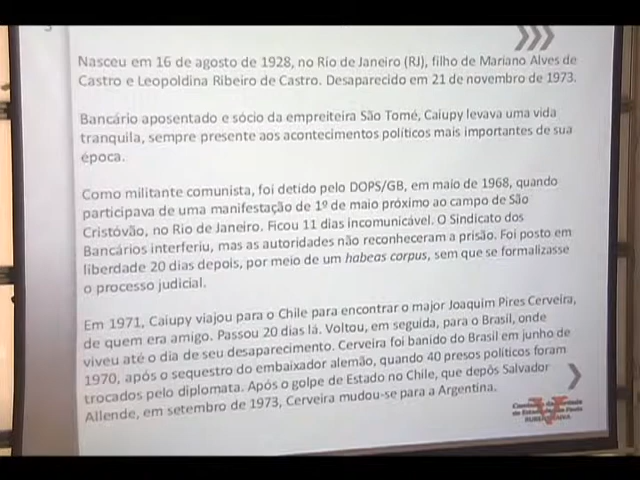 Nasceu em 16 de agosto de 1928, no Rio de Janeiro (RJ), filho de Mariano Alves de
Castro e Leopoldina Ribeiro de Castro. Desaparecido em 21 de novembro de 1973.
Bancário aposentado e sócio da empreiteira São Tomé, Caiupy levava uma vida
tranquila, sempre presente aos acontecimentos políticos mais importantes de sua
época.
Como militante comunista, foi detido pelo DOPS/GB, em maio de 1968, quando
participava de uma manifestação de 1º de maio próximo ao campo de São
Cristóvão, no Rio de Janeiro. Ficou 11 dias incomunicável. O Sindicato dos
Bancários interferiu, mas as autoridades não reconheceram a prisão. Foi posto em
liberdade 20 dias depois, por meio de um habeas corpus, sem que se formalizasse
o processo judicial.
Em 1971, Caiupy viajou para o Chile para encontrar o major Joaquim Pires Cerveira,
de quem era amigo. Passou 20 dias lá. Voltou, em seguida, para o Brasil, onde
viveu até o dia de seu desaparecimento. Cerveira foi banido do Brasil em junho de
1970, após o sequestro do embaixador alemão, quando 40 presos políticos foram
trocados pelo diplomata. Após o golpe de Estado no Chile, que depôs Salvador
Allende, em setembro de 1973, Cerveira mudou-se para a Argentina.